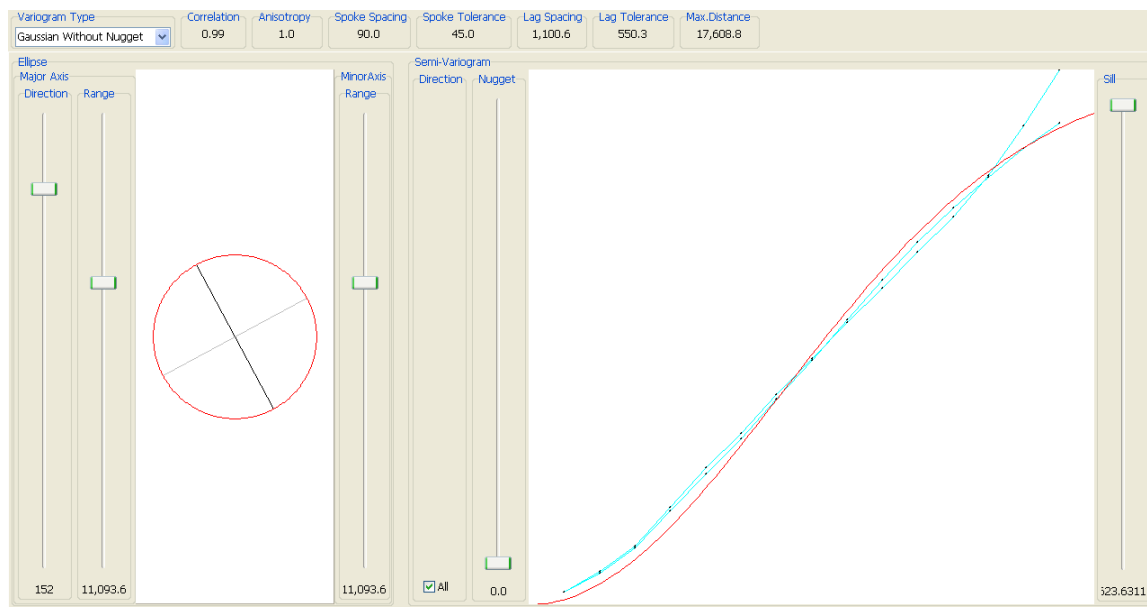 Variogram Type Correlation Anisotropy Spoke Spacing Spoke Tolerance Lag Spacing Lag Tolerance Max.Distance
Gaussian Without Nugget 0.99 1.0 90.0 45.0 1,100.6 550.3 17,608.8
Ellipse Semi-Variogram
Major Axis MinorAxis Direction Nugget Sill
Direction Range Range
All
152 11,093.6 11,093.6 0.0 523.6311